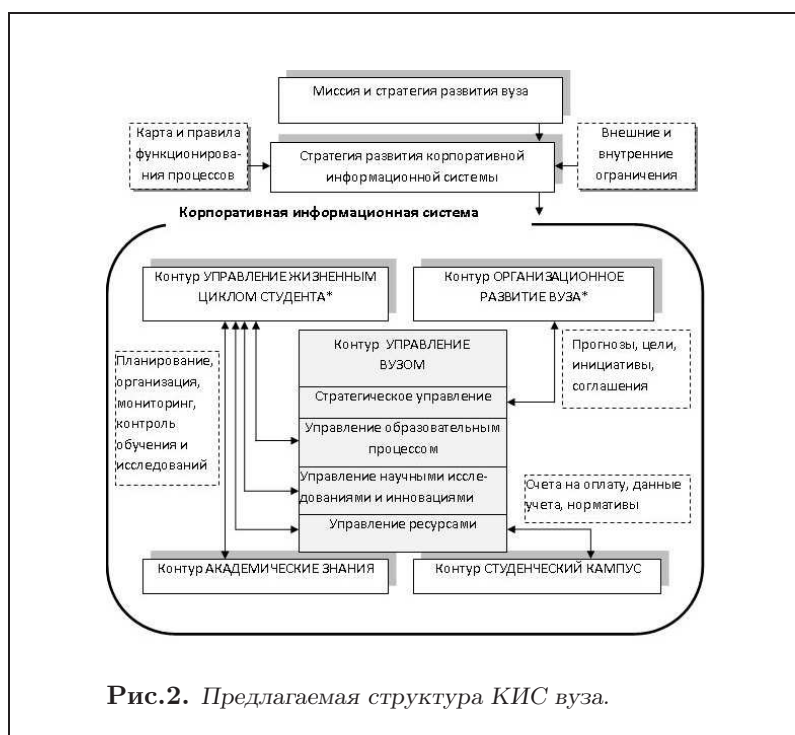 Миссия и стратегия развития вуза
Карта и правила
функционирова-
ния процессов
Стратегия развития корпоративной
информационной системы
Внешние и
внутренние
ограничения
Корпоративная информационная система
Контур УПРАВЛЕНИЕ ЖИЗНЕННЫМ
ЦИКЛОМ СТУДЕНТА*
Контур ОРГАНИЗАЦИОННОЕ
РАЗВИТИЕ ВУЗА*
Планирование,
организация,
мониторинг,
контроль
обучения и
исследований
Контур УПРАВЛЕНИЕ
ВУЗОМ
Стратегическое управление
Управление образовательным
процессом
Управление научными иссле-
дованиями и инновациями
Управление ресурсами
Прогнозы, цели,
инициативы,
соглашения
Счета на оплату, данные
учета, нормативы
Контур АКАДЕМИЧЕСКИЕ ЗНАНИЯ
Контур СТУДЕНЧЕСКИЙ КАМПУС
Рис.2. Предлагаемая структура КИС вуза.